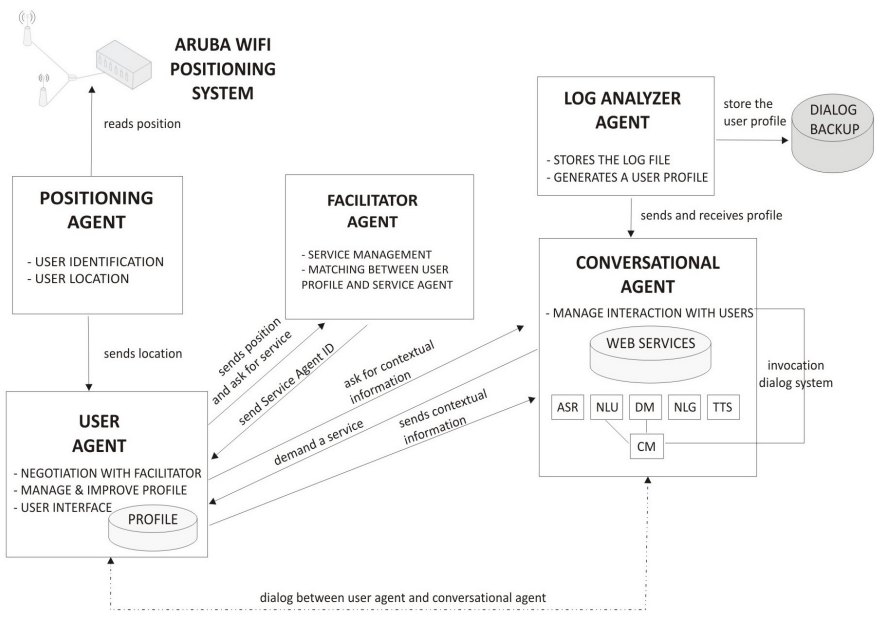 ARUBA WIFI
POSITIONING
SYSTEM
reads position
POSITIONING
AGENT
- USER IDENTIFICATION
- USER LOCATION
sends location
FACILITATOR
AGENT
- SERVICE MANAGEMENT
- MATCHING BETWEEN USER
PROFILE AND SERVICE AGENT
LOG ANALYZER
AGENT
- STORES THE LOG FILE
- GENERATES A USER PROFILE
store the
user profile
DIALOG
BACKUP
sends and receives profile
CONVERSATIONAL
AGENT
- MANAGE INTERACTION WITH USERS
WEB SERVICES
ASR
NLU
DM
NLG
TTS
CM
invocation
dialog system
sends position
and ask for service
send Service Agent ID
ask for contextual
information
demand a service
sends contextual
information
USER
AGENT
- NEGOTIATION WITH FACILITATOR
- MANAGE & IMPROVE PROFILE
- USER INTERFACE
PROFILE
dialog between user agent and conversational agent